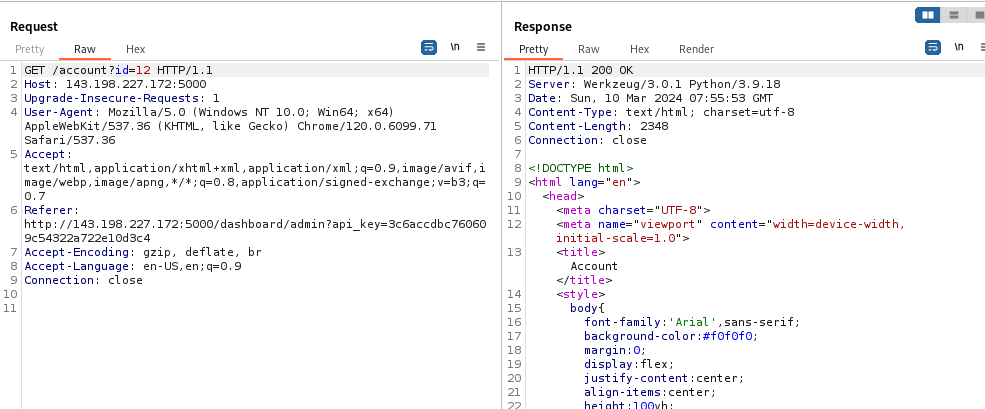 Request
Pretty Raw Hex
\n
1 GET /account?id=12 HTTP/1.1
2 Host: 143.198.227.172:5000
3 Upgrade-Insecure-Requests: 1
4 User-Agent: Mozilla/5.0 (Windows NT 10.0; Win64; x64)
AppleWebKit/537.36 (KHTML, like Gecko) Chrome/120.0.6099.71
Safari/537.36
5 Accept:
text/html,application/xhtml+xml,application/xml;q=0.9,image/avif,i
mage/webp,image/apng,*/*;q=0.8,application/signed-exchange;v=b3;q=
0.7
6 Referer:
http://143.198.227.172:5000/dashboard/admin?api_key=3c6accdbc76060
9c54322a722e10d3c4
7 Accept-Encoding: gzip, deflate, br
8 Accept-Language: en-US,en;q=0.9
9 Connection: close
10
11
Response
Pretty Raw Hex Render
\n
1 HTTP/1.1 200 OK
2 Server: Werkzeug/3.0.1 Python/3.9.18
3 Date: Sun, 10 Mar 2024 07:55:53 GMT
4 Content-Type: text/html; charset=utf-8
5 Content-Length: 2348
6 Connection: close
7
8 <!DOCTYPE html>
9 <html lang="en">
10 <head>
11 <meta charset="UTF-8">
12 <meta name="viewport" content="width=device-width,
initial-scale=1.0">
13 <title>
Account
</title>
14 <style>
15 body{
16 font-family:'Arial',sans-serif;
17 background-color:#f0f0f0;
18 margin:0;
19 display:flex;
20 justify-content:center;
21 align-items:center;
22 height:100vh;